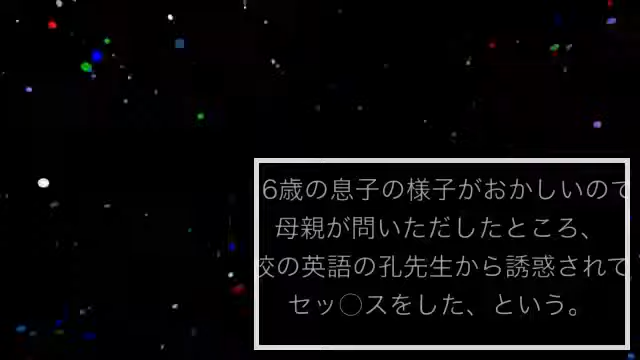 6歳の息子の様子がおかしいので
母親が問いただしたところ、
校の英語の孔先生から誘惑されて
セッ◯スをした、という。